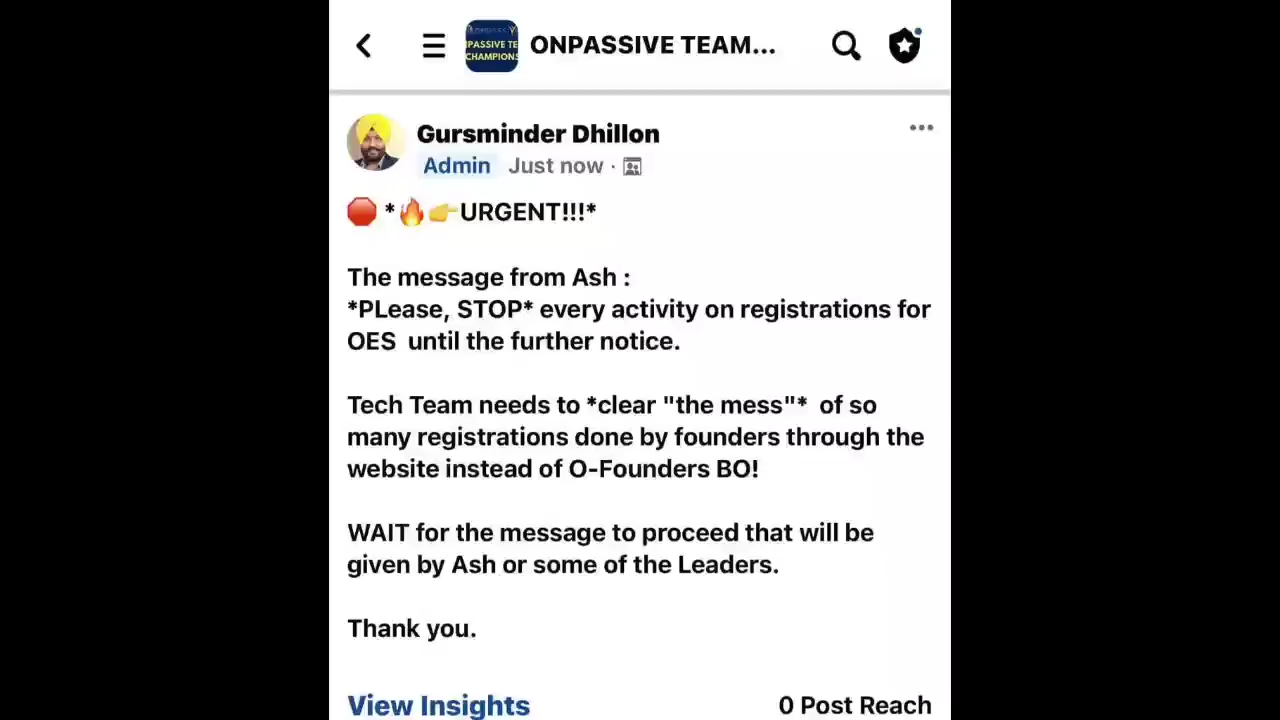 ONPASSIVE TEAM...
PASSIVE TE
CHAMPIONS
Gursminder Dhillon
Admin Just now ·
🛑 *🔥👉URGENT!!!*
The message from Ash :
*PLease, STOP* every activity on registrations for
OES  until the further notice.
Tech Team needs to *clear "the mess"*  of so
many registrations done by founders through the
website instead of O-Founders BO!
WAIT for the message to proceed that will be
given by Ash or some of the Leaders.
Thank you.
View Insights 0 Post Reach